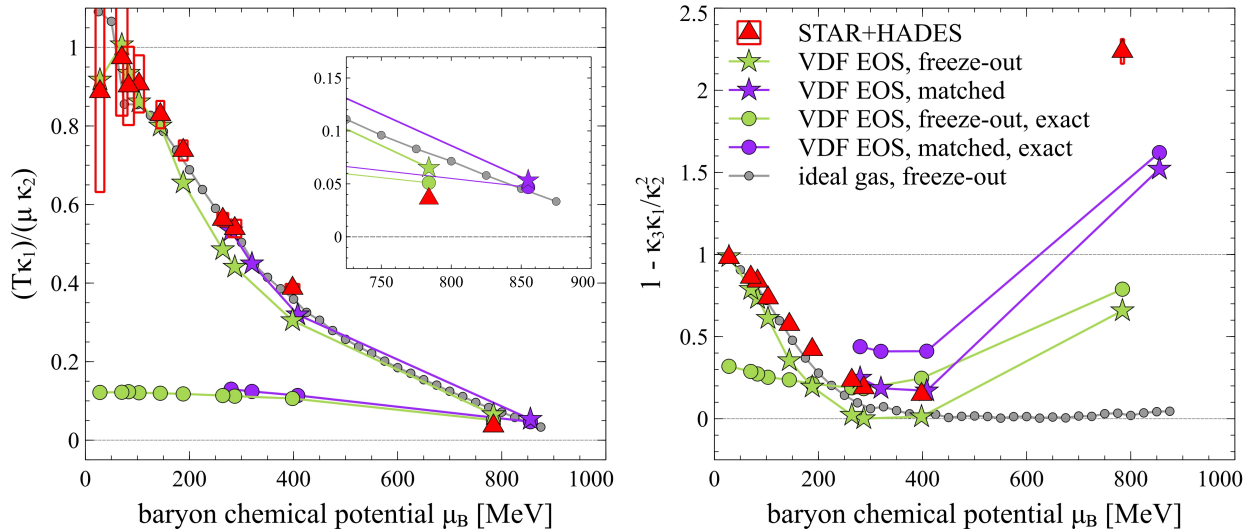 (Tκ₁)/(μ κ₂)
1
0.8
0.6
0.4
0.2
0
0 200 400 600 800 1000
baryon chemical potential μ_B [MeV]
0.15
0.1
0.05
0
750 800 850 900
1 - κ₃κ₁/κ₂²
2.5
2
1.5
1
0.5
0
0 200 400 600 800 1000
baryon chemical potential μ_B [MeV]
STAR+HADES
VDF EOS, freeze-out
VDF EOS, matched
VDF EOS, freeze-out, exact
VDF EOS, matched, exact
ideal gas, freeze-out